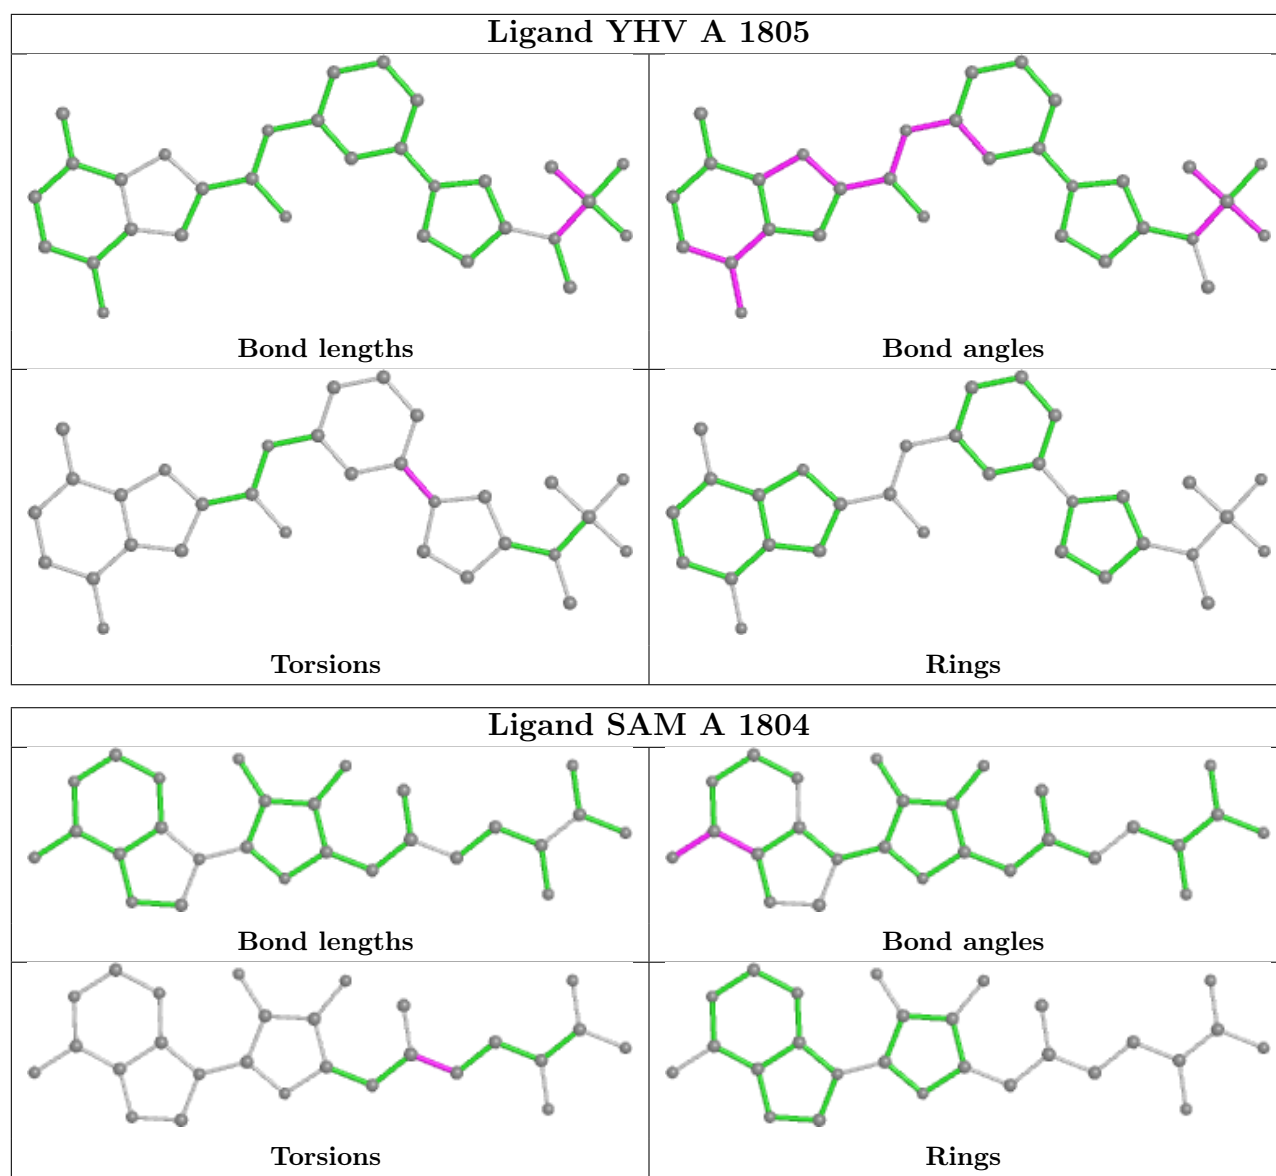 Ligand YHV A 1805
Bond lengths
Bond angles
Torsions
Rings
Ligand SAM A 1804
Bond lengths
Bond angles
Torsions
Rings